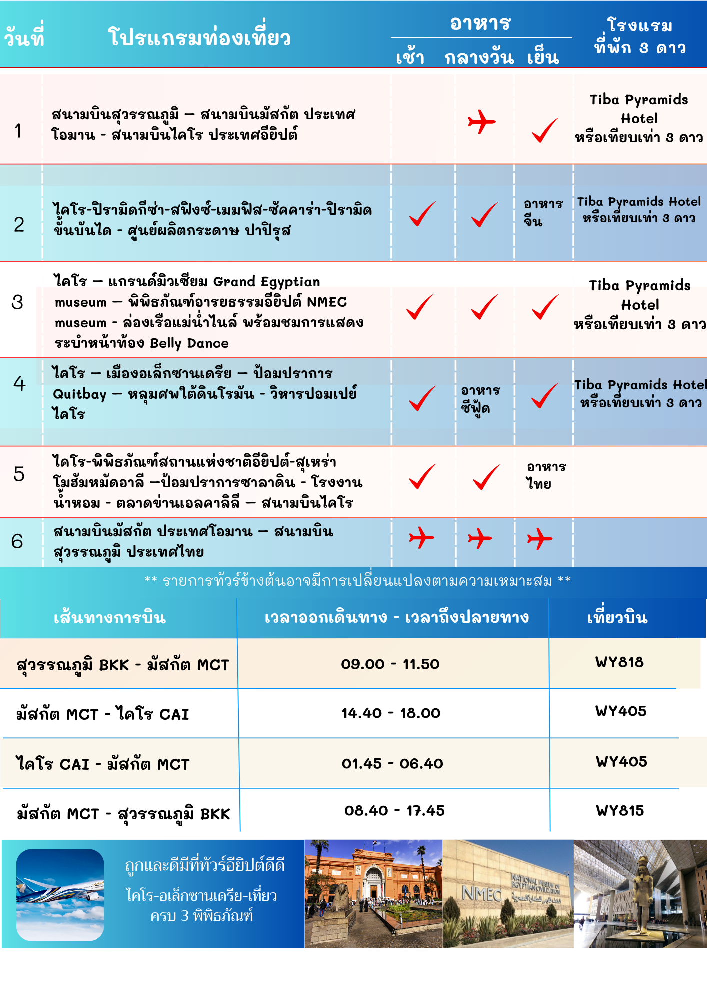 วันที่
โปรแกรมท่องเที่ยว
อาหาร
เช้า กลางวัน เย็น
โรงแรม
ที่พัก 3 ดาว
1
สนามบินสุวรรณภูมิ – สนามบินมัสกัต ประเทศ
โอมาน - สนามบินไคโร ประเทศอียิปต์
Tiba Pyramids
Hotel
หรือเทียบเท่า 3 ดาว
2
ไคโร-ปิรามิดกีซ่า-สฟิงซ์-เมมฟิส-ซัคคาร่า-ปิรามิด
ขั้นบันได - ศูนย์ผลิตกระดาษ ปาปิรุส
อาหาร
จีน
Tiba Pyramids Hotel
หรือเทียบเท่า 3 ดาว
3
ไคโร – แกรนด์มิวเซียม Grand Egyptian
museum – พิพิธภัณฑ์อารยธรรมอียิปต์ NMEC
museum - ล่องเรือแม่น้ำไนล์ พร้อมชมการแสดง
ระบำหน้าท้อง Belly Dance
Tiba Pyramids
Hotel
หรือเทียบเท่า 3 ดาว
4
ไคโร – เมืองอเล็กซานเดรีย – ป้อมปราการ
Quitbay – หลุมศพใต้ดินโรมัน - วิหารปอมเปย์
ไคโร
อาหาร
ซีฟู้ด
Tiba Pyramids Hotel
หรือเทียบเท่า 3 ดาว
5
ไคโร-พิพิธภัณฑ์สถานแห่งชาติอียิปต์-สุเหร่า
โมฮัมหมัดอาลี –ป้อมปราการซาลาดิน - โรงงาน
น้ำหอม - ตลาดข่านเอลคาลิลี – สนามบินไคโร
อาหาร
ไทย
6
สนามบินมัสกัต ประเทศโอมาน – สนามบิน
สุวรรณภูมิ ประเทศไทย
** รายการทัวร์ข้างต้นอาจมีการเปลี่ยนแปลงตามความเหมาะสม **
เส้นทางการบิน
เวลาออกเดินทาง - เวลาถึงปลายทาง
เที่ยวบิน
สุวรรณภูมิ BKK - มัสกัต MCT
09.00 - 11.50
WY818
มัสกัต MCT - ไคโร CAI
14.40 - 18.00
WY405
ไคโร CAI - มัสกัต MCT
01.45 - 06.40
WY405
มัสกัต MCT - สุวรรณภูมิ BKK
08.40 - 17.45
WY815
ถูกและดีมีที่ทัวร์อียิปต์ดีดี
ไคโร-อเล็กซานเดรีย-เที่ยว
ครบ 3 พิพิธภัณฑ์
NMEC
NATIONAL MUSEUM OF
EGYPTIAN CIVILIZATION